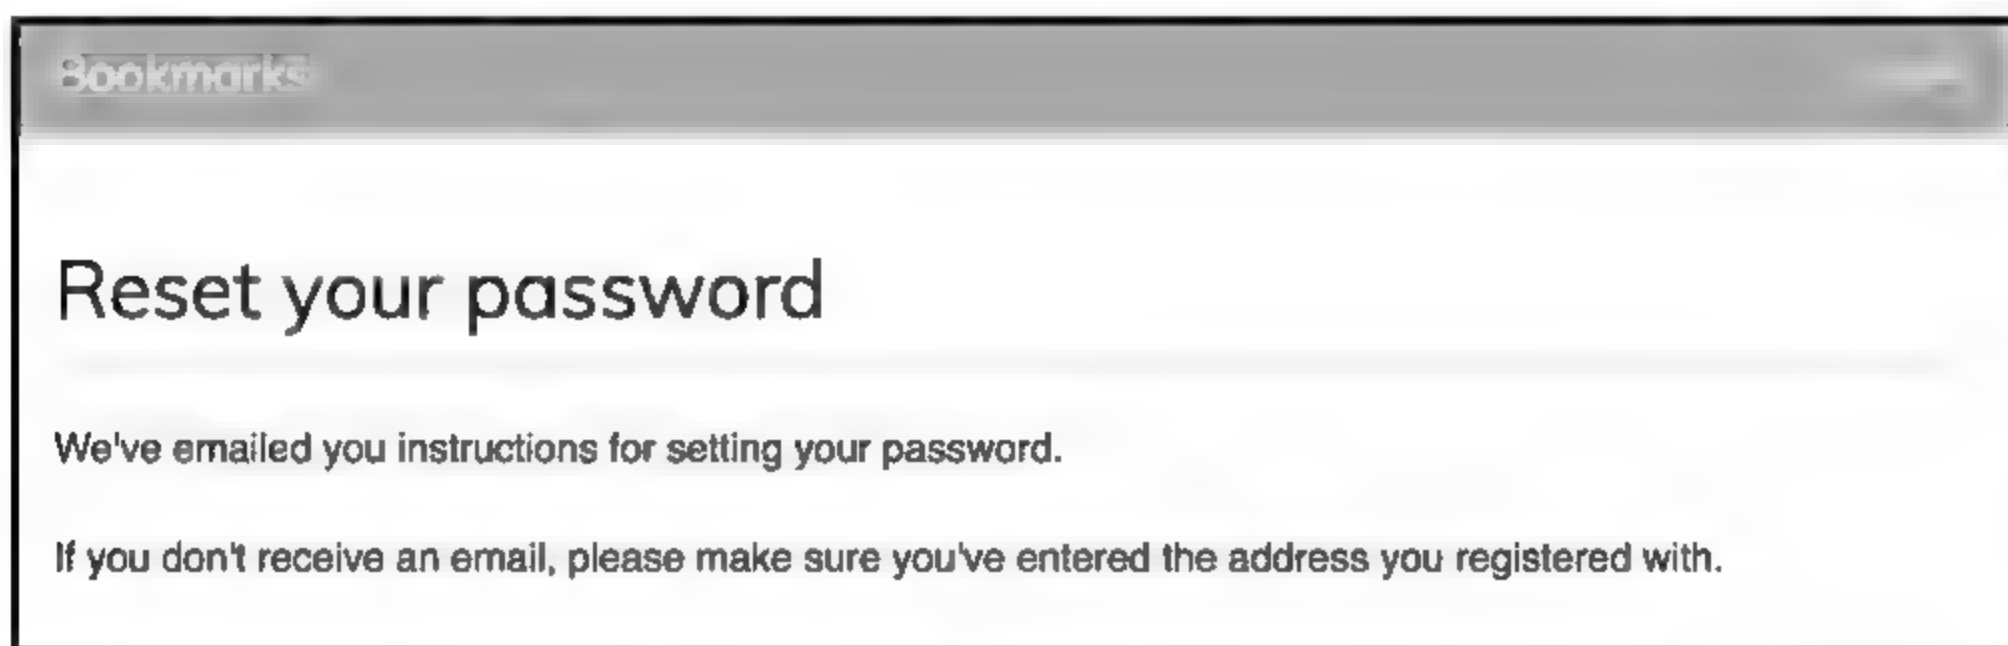 Bookmarks
Reset your password
We've emailed you instructions for setting your password.
If you don't receive an email, please make sure you've entered the address you registered with.